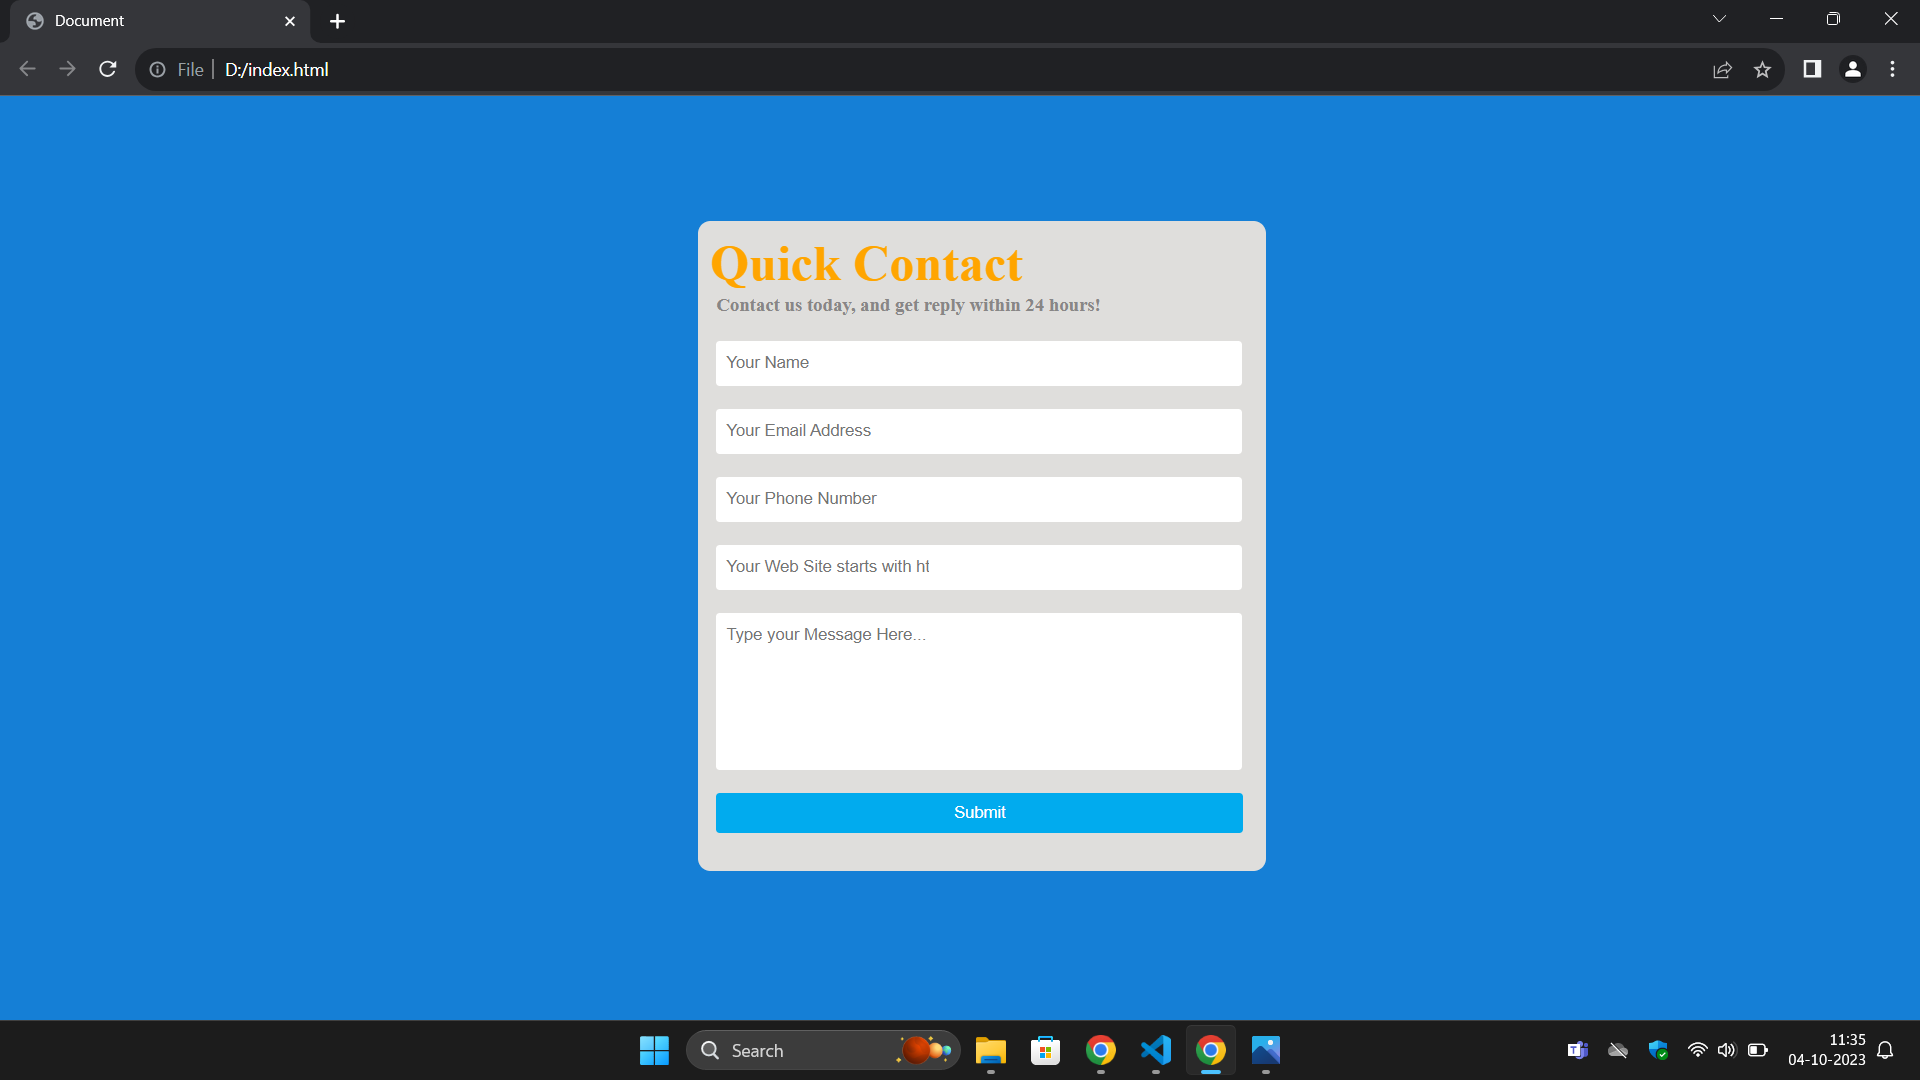 Document
File
D:/index.html
Quick Contact
Contact us today, and get reply within 24 hours!
Your Name
Your Email Address
Your Phone Number
Your Web Site starts with ht
Type your Message Here...
Submit
Search
11:35
04-10-2023